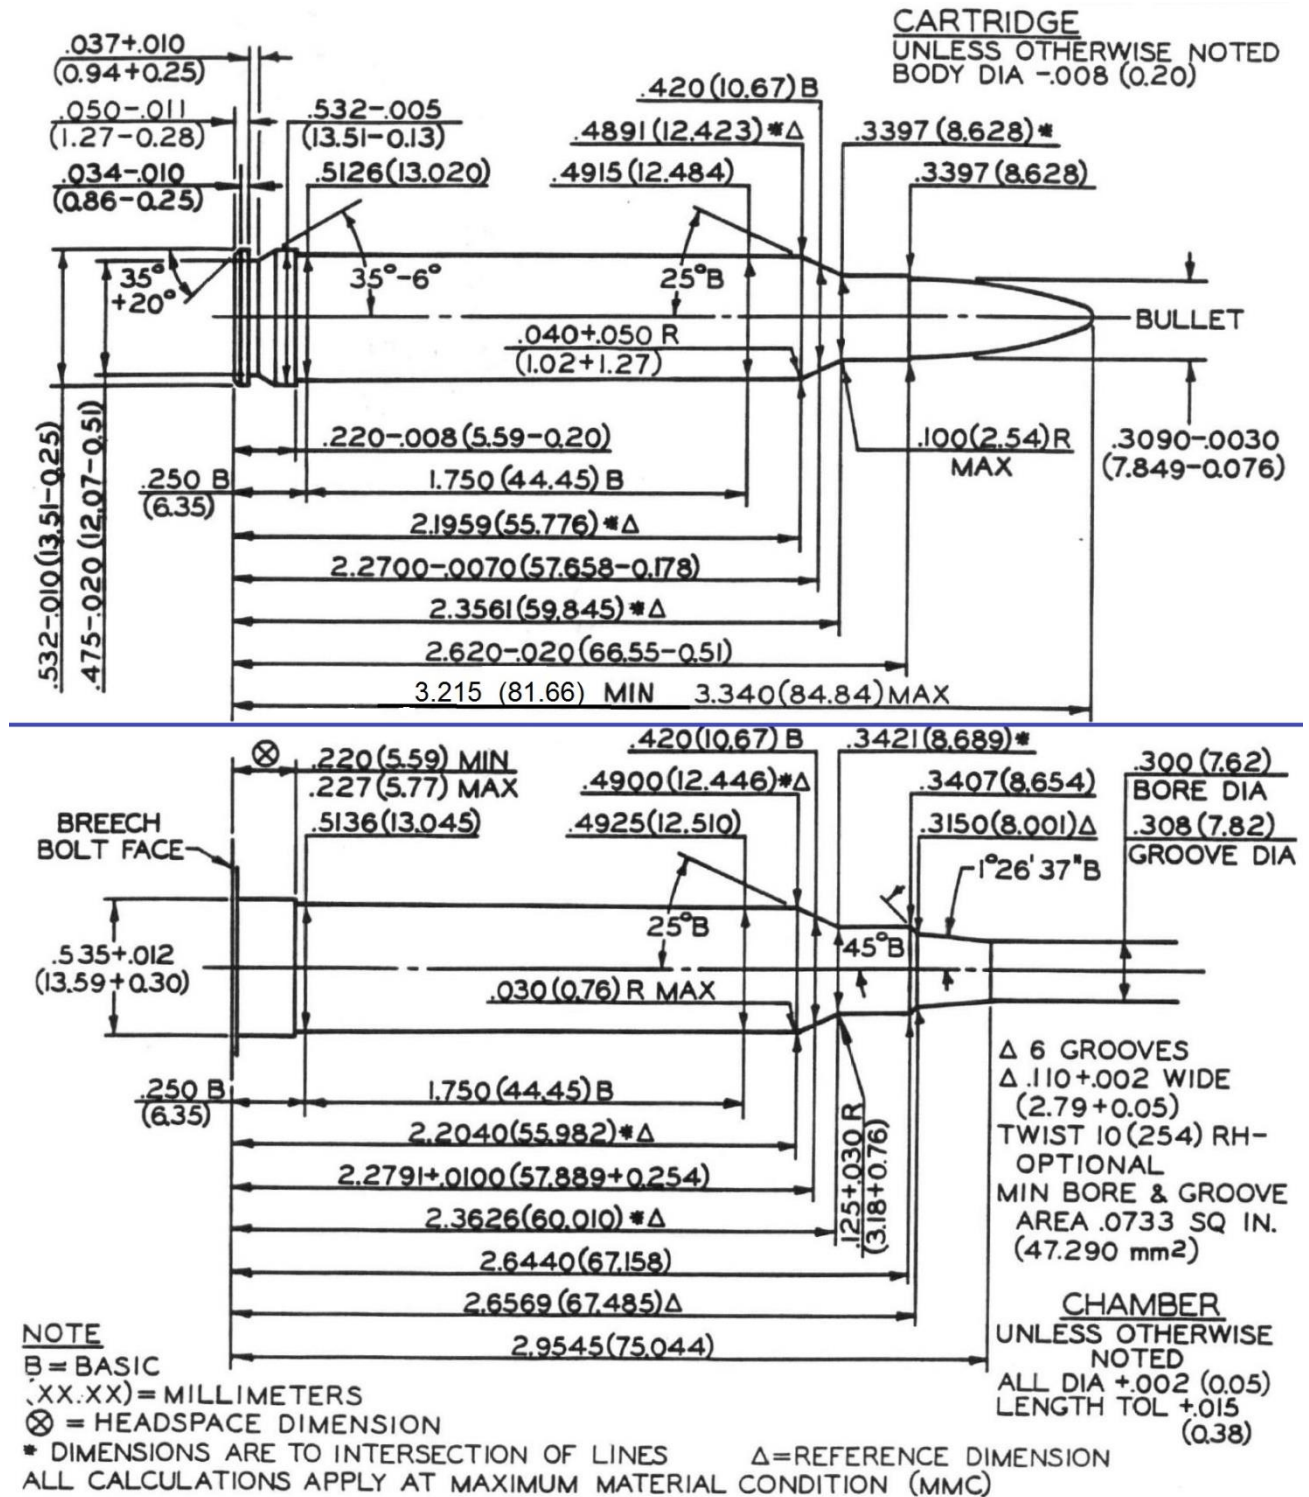 CARTRIDGE
UNLESS OTHERWISE NOTED
BODY DIA -.008 (0.20)
.037+.010
(0.94+0.25)
.050-.011
(1.27-0.28)
.034-.010
(0.86-0.25)
.532-.005
(13.51-0.13)
.5126(13.020)
.420(10.67)B
.4891(12.423)*Δ
.4915(12.484)
.3397(8.628)*
.3397(8.628)
35°
+20°
35°-6°
25°B
.040+.050 R
(1.02+1.27)
BULLET
.532-.010(13.51-0.25)
.475-.020(12.07-0.51)
.220-.008(5.59-0.20)
.100(2.54)R
MAX
.3090-.0030
(7.849-0.076)
.250 B
(6.35)
1.750(44.45)B
2.1959(55.776)*Δ
2.2700-.0070(57.658-0.178)
2.3561(59.845)*Δ
2.620-.020(66.55-0.51)
3.215 (81.66) MIN 3.340(84.84)MAX
⊗ .220(5.59) MIN
.227(5.77) MAX
.5136(13.045)
.420(10.67)B
.4900(12.446)*Δ
.4925(12.510)
.3421(8.689)*
.3407(8.654)
.3150(8.001)Δ
1°26'37"B
.300(7.62)
BORE DIA
.308(7.82)
GROOVE DIA
BREECH
BOLT FACE
.535+.012
(13.59+0.30)
25°B
45°B
.030(0.76)R MAX
.250 B
(6.35)
1.750(44.45)B
2.2040(55.982)*Δ
2.2791+.0100(57.889+0.254)
2.3626(60.010)*Δ
.125+.030 R
(3.18+0.76)
2.6440(67.158)
2.6569(67.485)Δ
2.9545(75.044)
Δ 6 GROOVES
Δ .110+.002 WIDE
(2.79+0.05)
TWIST 10(254) RH-
OPTIONAL
MIN BORE & GROOVE
AREA .0733 SQ IN.
(47.290 mm2)
CHAMBER
UNLESS OTHERWISE
NOTED
ALL DIA +.002 (0.05)
LENGTH TOL +.015
(0.38)
NOTE
B = BASIC
(XX.XX) = MILLIMETERS
⊗ = HEADSPACE DIMENSION
* DIMENSIONS ARE TO INTERSECTION OF LINES Δ=REFERENCE DIMENSION
ALL CALCULATIONS APPLY AT MAXIMUM MATERIAL CONDITION (MMC)